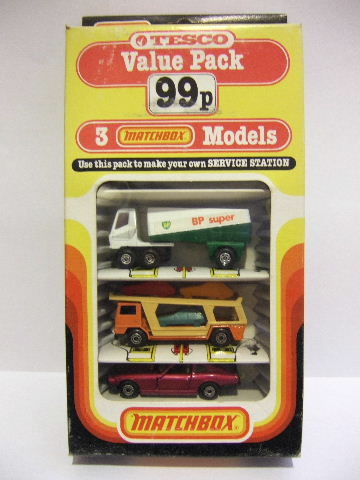 TESCO
Value Pack
99p
3 MATCHBOX Models
Use this pack to make your own SERVICE STATION
BP super
MATCHBOX